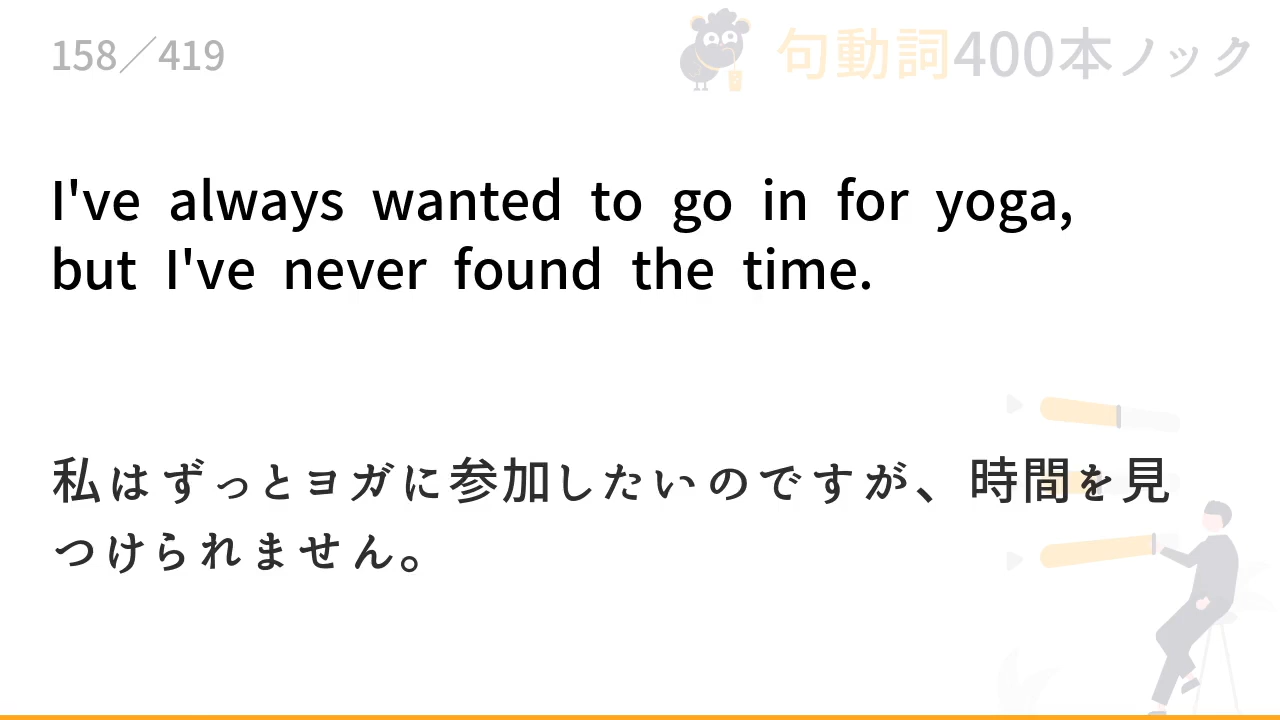 158／419
句動詞400本ノック
I've always wanted to go in for yoga,
but I've never found the time.
私はずっとヨガに参加したいのですが、時間を見
つけられません。